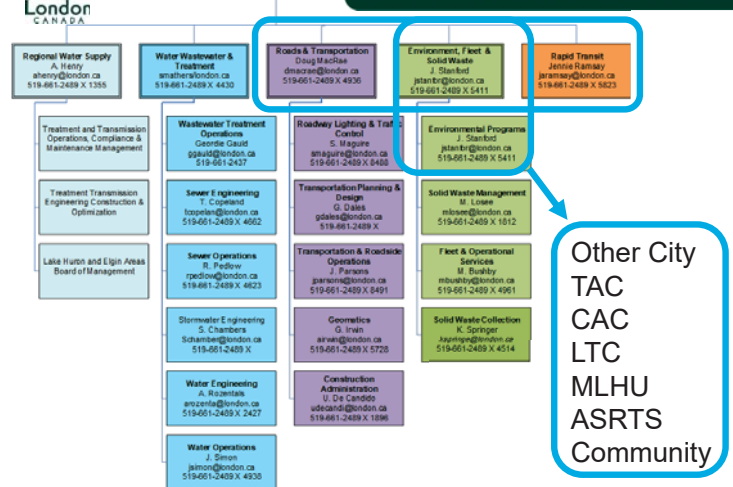 London
CANADA
Regional Water Supply
A. Henry
ahenry@london.ca
519-661-2489 X 1355
Treatment and Transmission
Operations, Compliance &
Maintenance Management
Treatment Transmission
Engineering Construction &
Optimization
Lake Huron and Elgin Areas
Board of Management
Water Wastewater &
Treatment
smathers@london.ca
519-661-2489 X 4430
Wastewater Treatment
Operations
Geordie Gauld
ggauld@london.ca
519-661-2437
Sewer Engineering
T. Copeland
tcopelan@london.ca
519-661-2489 X 4662
Sewer Operations
R. Pedlow
rpedlow@london.ca
519-661-2489 X 4623
Stormwater Engineering
S. Chambers
Schamber@london.ca
519-661-2489 X
Water Engineering
A. Rozentals
arozenta@london.ca
519-661-2489 X 2427
Water Operations
J. Simon
jsimon@london.ca
519-661-2489 X 4938
Roads & Transportation
Doug MacRae
dmacrae@london.ca
519-661-2489 X 4936
Roadway Lighting & Traffic
Control
S. Maguire
smaguire@london.ca
519-661-2489 X 8488
Transportation Planning &
Design
G. Dales
gdales@london.ca
519-661-2489 X
Transportation & Roadside
Operations
J. Parsons
jparsons@london.ca
519-661-2489 X 8491
Geomatics
G. Irwin
airwin@london.ca
519-661-2489 X 5728
Construction
Administration
U. De Candido
udecandi@london.ca
519-661-2489 X 1896
Environment, Fleet &
Solid Waste
J. Stanford
jstanbr@london.ca
519-661-2489 X 5411
Environmental Programs
J. Stanford
jstanbr@london.ca
519-661-2489 X 5411
Solid Waste Management
M. Losee
mlosee@london.ca
519-661-2489 X 1812
Fleet & Operational
Services
M. Bushby
mbushby@london.ca
519-661-2489 X 4961
Solid Waste Collection
K. Springer
519-661-2489 X 4514
Rapid Transit
Jennie Ramsay
jaramsay@london.ca
519-661-2489 X 5823
Other City
TAC
CAC
LTC
MLHU
ASRTS
Community